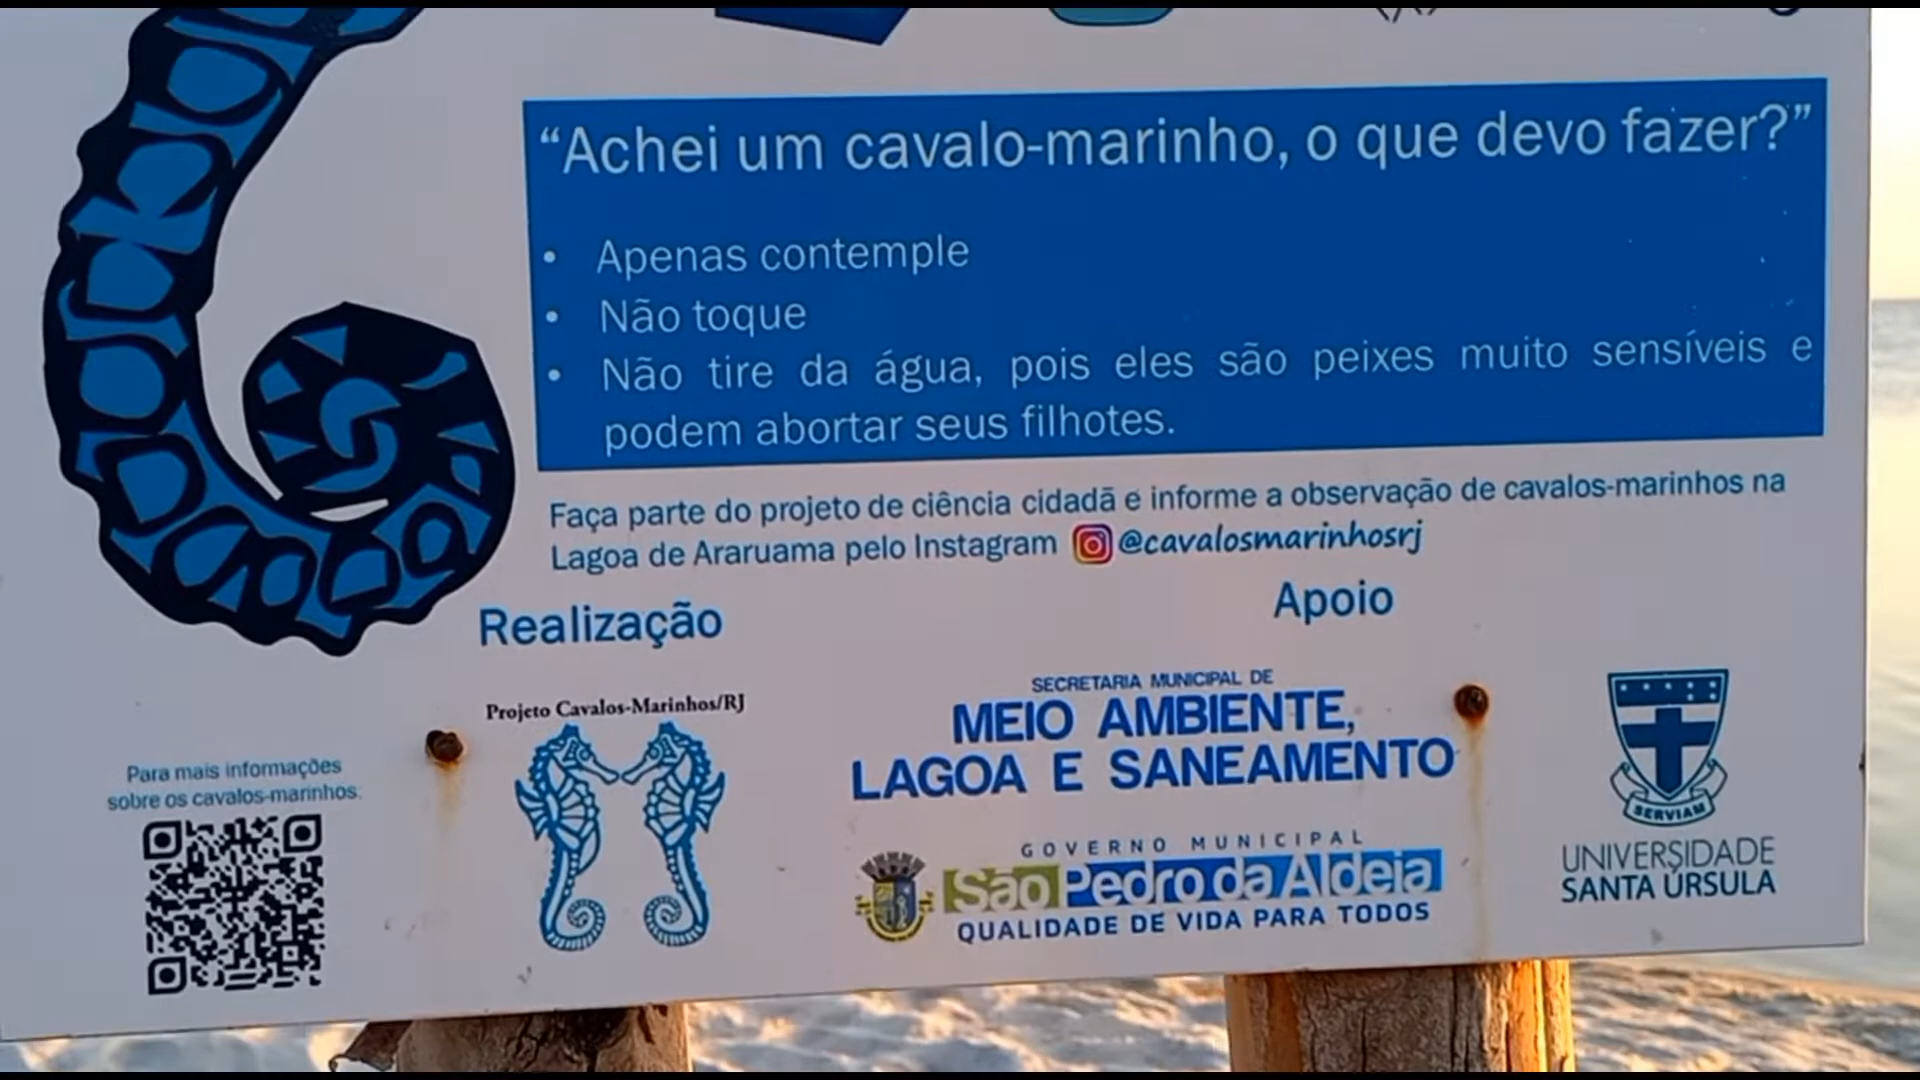 “Achei um cavalo-marinho, o que devo fazer?”
• Apenas contemple
• Não toque
• Não tire da água, pois eles são peixes muito sensíveis e
podem abortar seus filhotes.
Faça parte do projeto de ciência cidadã e informe a observação de cavalos-marinhos na
Lagoa de Araruama pelo Instagram @cavalosmarinhosrj
Realização
Apoio
Projeto Cavalos-Marinhos/RJ
SECRETARIA MUNICIPAL DE
MEIO AMBIENTE,
LAGOA E SANEAMENTO
SERVIAM
UNIVERSIDADE
SANTA ÚRSULA
Para mais informações
sobre os cavalos-marinhos:
GOVERNO MUNICIPAL
São Pedro da Aldeia
QUALIDADE DE VIDA PARA TODOS